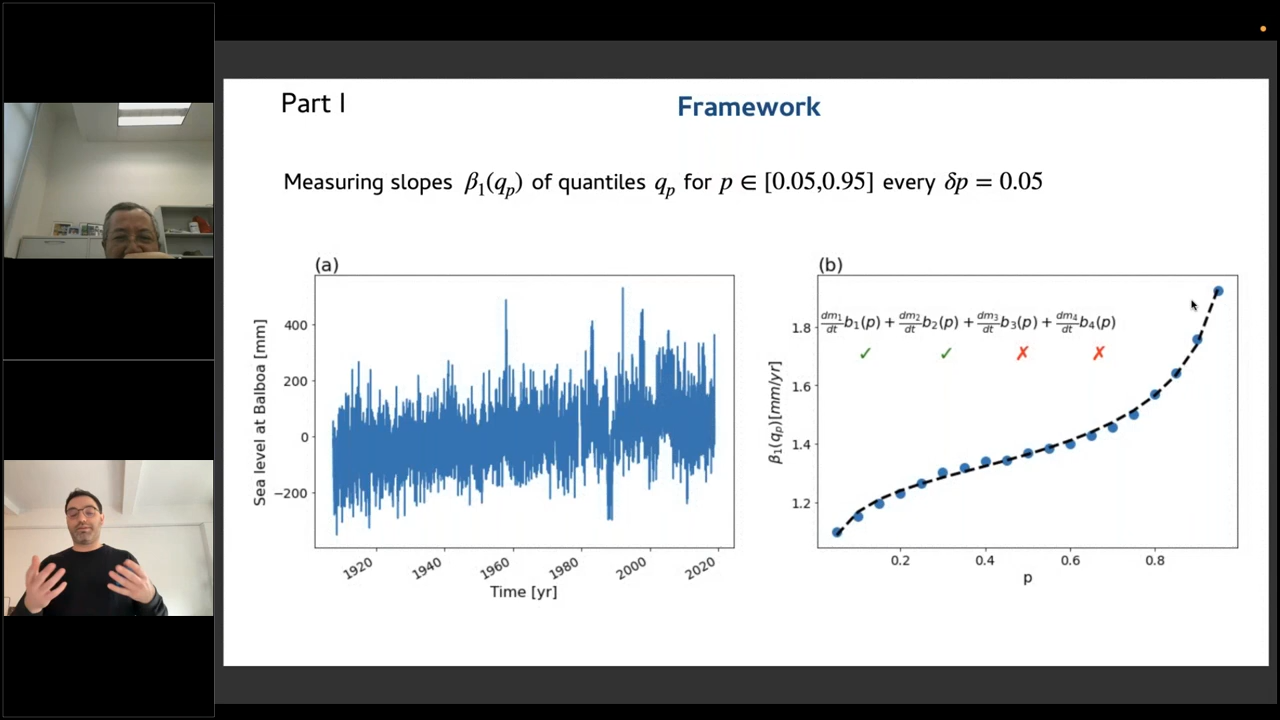 Part I
Framework
Measuring slopes β₁(qₚ) of quantiles qₚ for p ∈ [0.05,0.95] every δp = 0.05
(a)
Sea level at Balboa [mm]
400
200
0
−200
1920 1940 1960 1980 2000 2020
Time [yr]
(b)
dm₁/dt b₁(p) + dm₂/dt b₂(p) + dm₃/dt b₃(p) + dm₄/dt b₄(p)
✓ ✓ ✗ ✗
β₁(qₚ)[mm/yr]
1.8
1.6
1.4
1.2
0.2 0.4 0.6 0.8
p